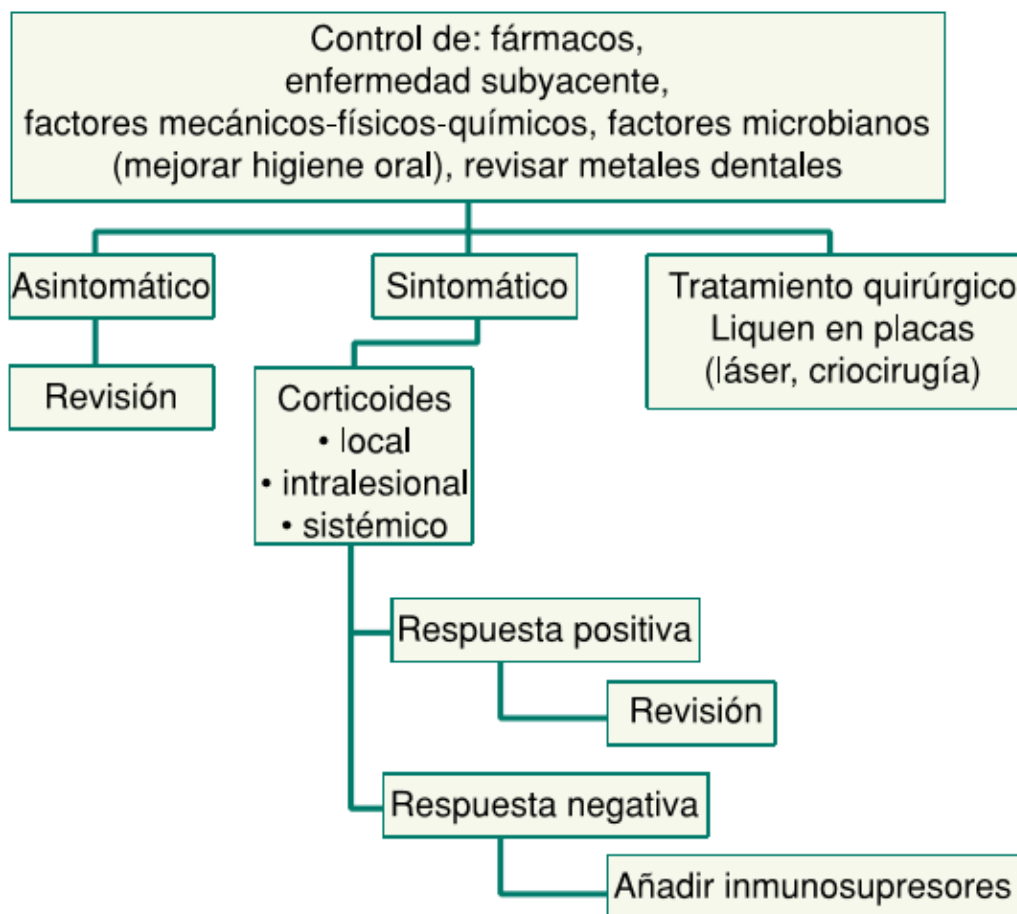 Control de: fármacos,
enfermedad subyacente,
factores mecánicos-físicos-químicos, factores microbianos
(mejorar higiene oral), revisar metales dentales
Asintomático
Sintomático
Tratamiento quirúrgico
Liquen en placas
(láser, criocirugía)
Revisión
Corticoides
• local
• intralesional
• sistémico
Respuesta positiva
Revisión
Respuesta negativa
Añadir inmunosupresores